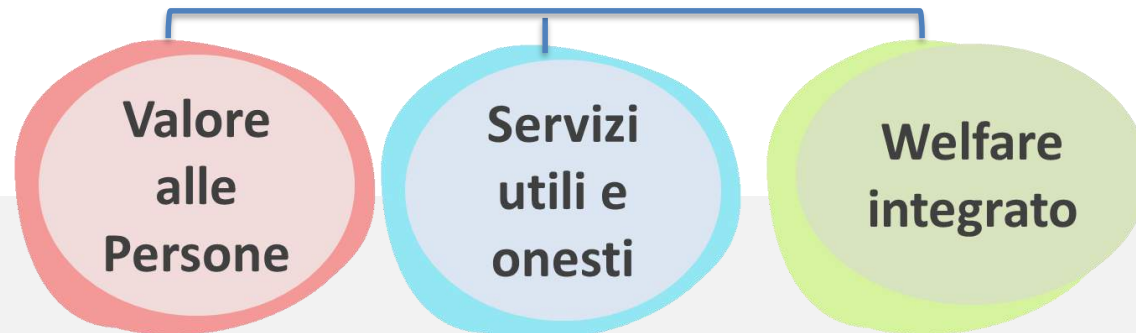 Valore
alle
Persone
Servizi
utili e
onesti
Welfare
integrato